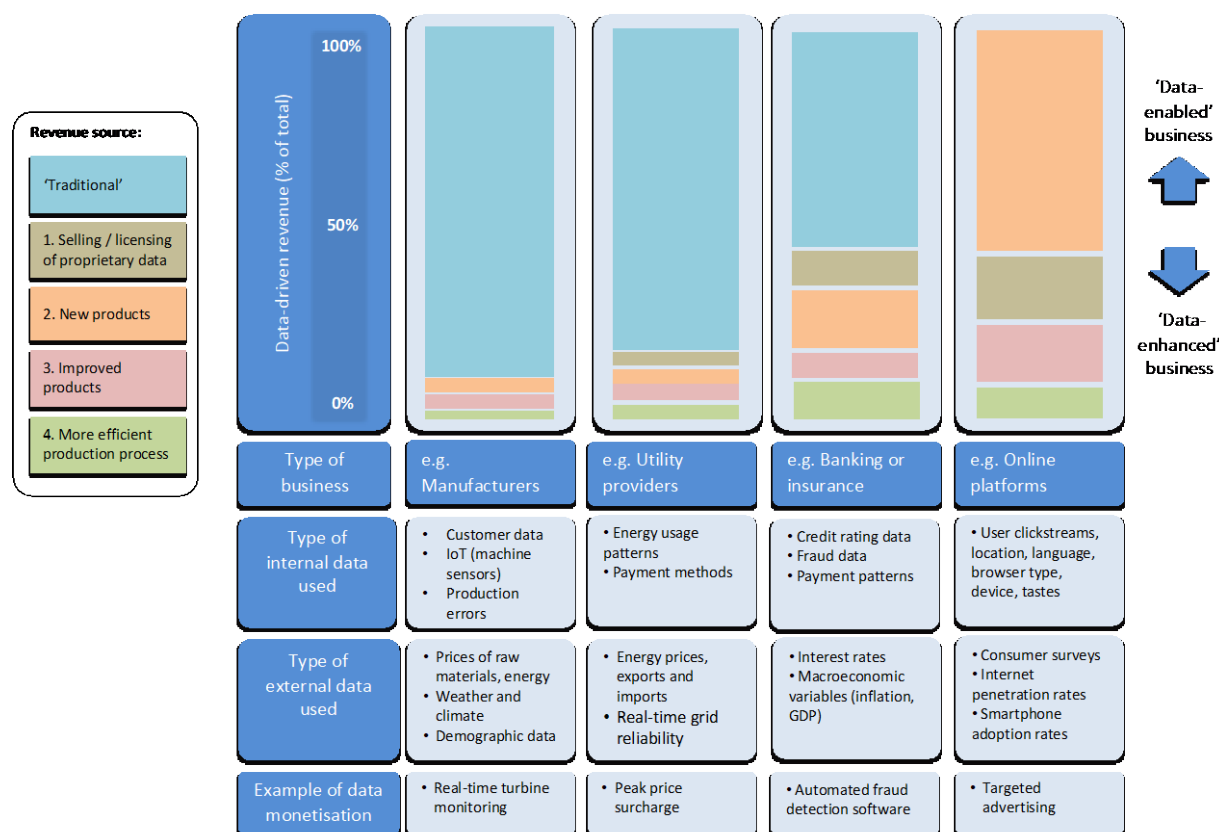 Revenue source:
'Traditional'
1. Selling / licensing
of proprietary data
2. New products
3. Improved
products
4. More efficient
production process
Data-driven revenue (% of total)
100%
50%
0%
'Data-
enabled'
business
'Data-
enhanced'
business
Type of
business
e.g.
Manufacturers
e.g. Utility
providers
e.g. Banking or
insurance
e.g. Online
platforms
Type of
internal data
used
• Customer data
• IoT (machine
sensors)
• Production
errors
• Energy usage
patterns
• Payment methods
• Credit rating data
• Fraud data
• Payment patterns
• User clickstreams,
location, language,
browser type,
device, tastes
Type of
external data
used
• Prices of raw
materials, energy
• Weather and
climate
• Demographic data
• Energy prices,
exports and
imports
• Real-time grid
reliability
• Interest rates
• Macroeconomic
variables (inflation,
GDP)
• Consumer surveys
• Internet
penetration rates
• Smartphone
adoption rates
Example of data
monetisation
• Real-time turbine
monitoring
• Peak price
surcharge
• Automated fraud
detection software
• Targeted
advertising